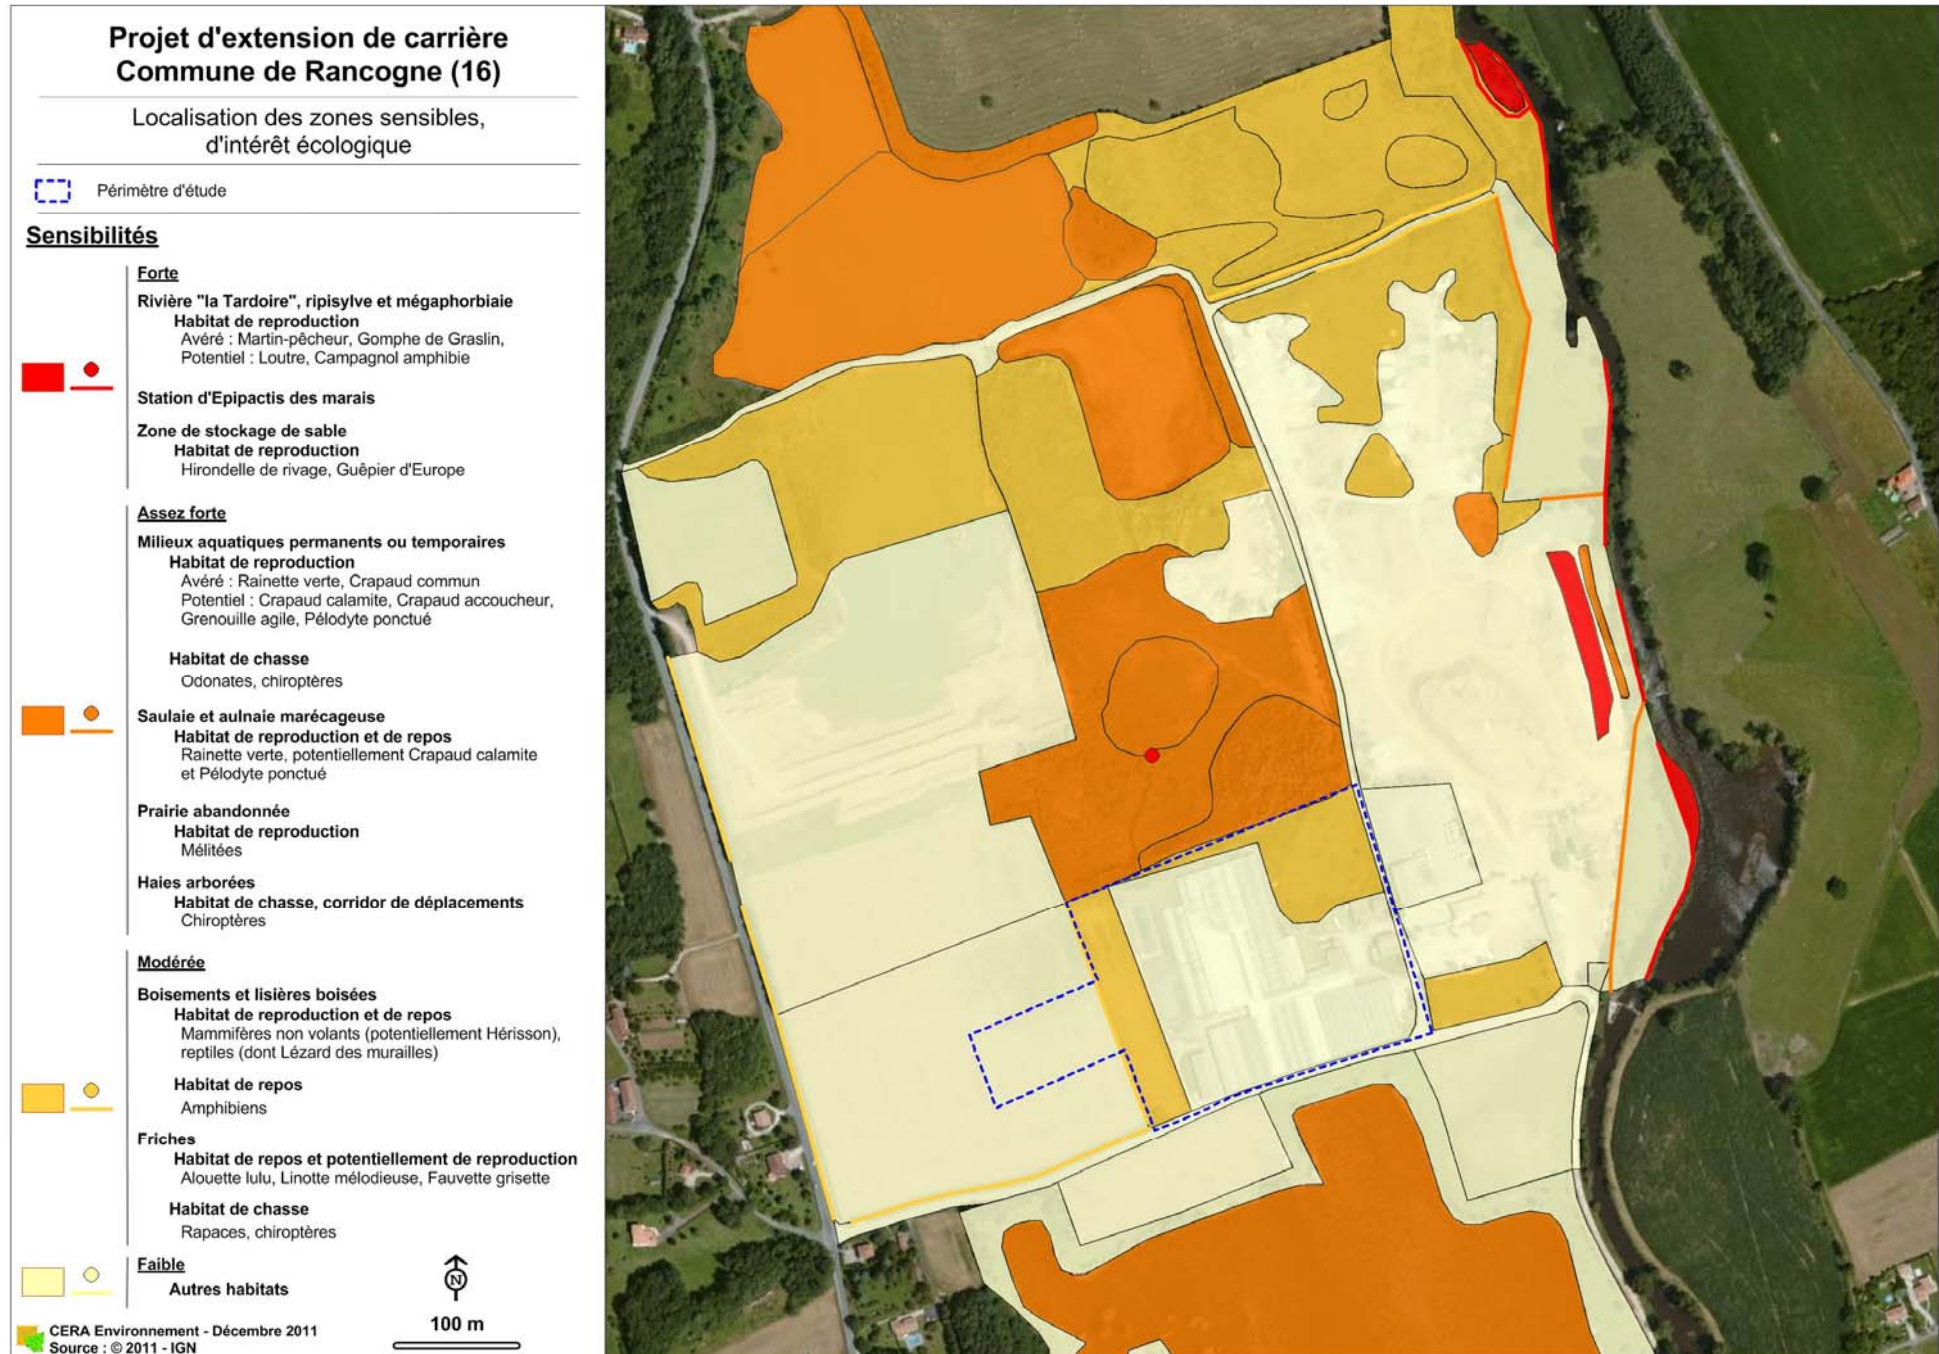 Projet d'extension de carrière
Commune de Rancogne (16)
Localisation des zones sensibles,
d'intérêt écologique
Périmètre d'étude
Sensibilités
Forte
Rivière "la Tardoire", ripisylve et mégaphorbiaie
Habitat de reproduction
Avéré : Martin-pêcheur, Gomphe de Graslin,
Potentiel : Loutre, Campagnol amphibie
Station d'Epipactis des marais
Zone de stockage de sable
Habitat de reproduction
Hirondelle de rivage, Guêpier d'Europe
Assez forte
Milieux aquatiques permanents ou temporaires
Habitat de reproduction
Avéré : Rainette verte, Crapaud commun
Potentiel : Crapaud calamite, Crapaud accoucheur,
Grenouille agile, Pélodyte ponctué
Habitat de chasse
Odonates, chiroptères
Saulaie et aulnaie marécageuse
Habitat de reproduction et de repos
Rainette verte, potentiellement Crapaud calamite
et Pélodyte ponctué
Prairie abandonnée
Habitat de reproduction
Mélitées
Haies arborées
Habitat de chasse, corridor de déplacements
Chiroptères
Modérée
Boisements et lisières boisées
Habitat de reproduction et de repos
Mammifères non volants (potentiellement Hérisson),
reptiles (dont Lézard des murailles)
Habitat de repos
Amphibiens
Friches
Habitat de repos et potentiellement de reproduction
Alouette lulu, Linotte mélodieuse, Fauvette grisette
Habitat de chasse
Rapaces, chiroptères
Faible
Autres habitats
N
100 m
CERA Environnement - Décembre 2011
Source : © 2011 - IGN